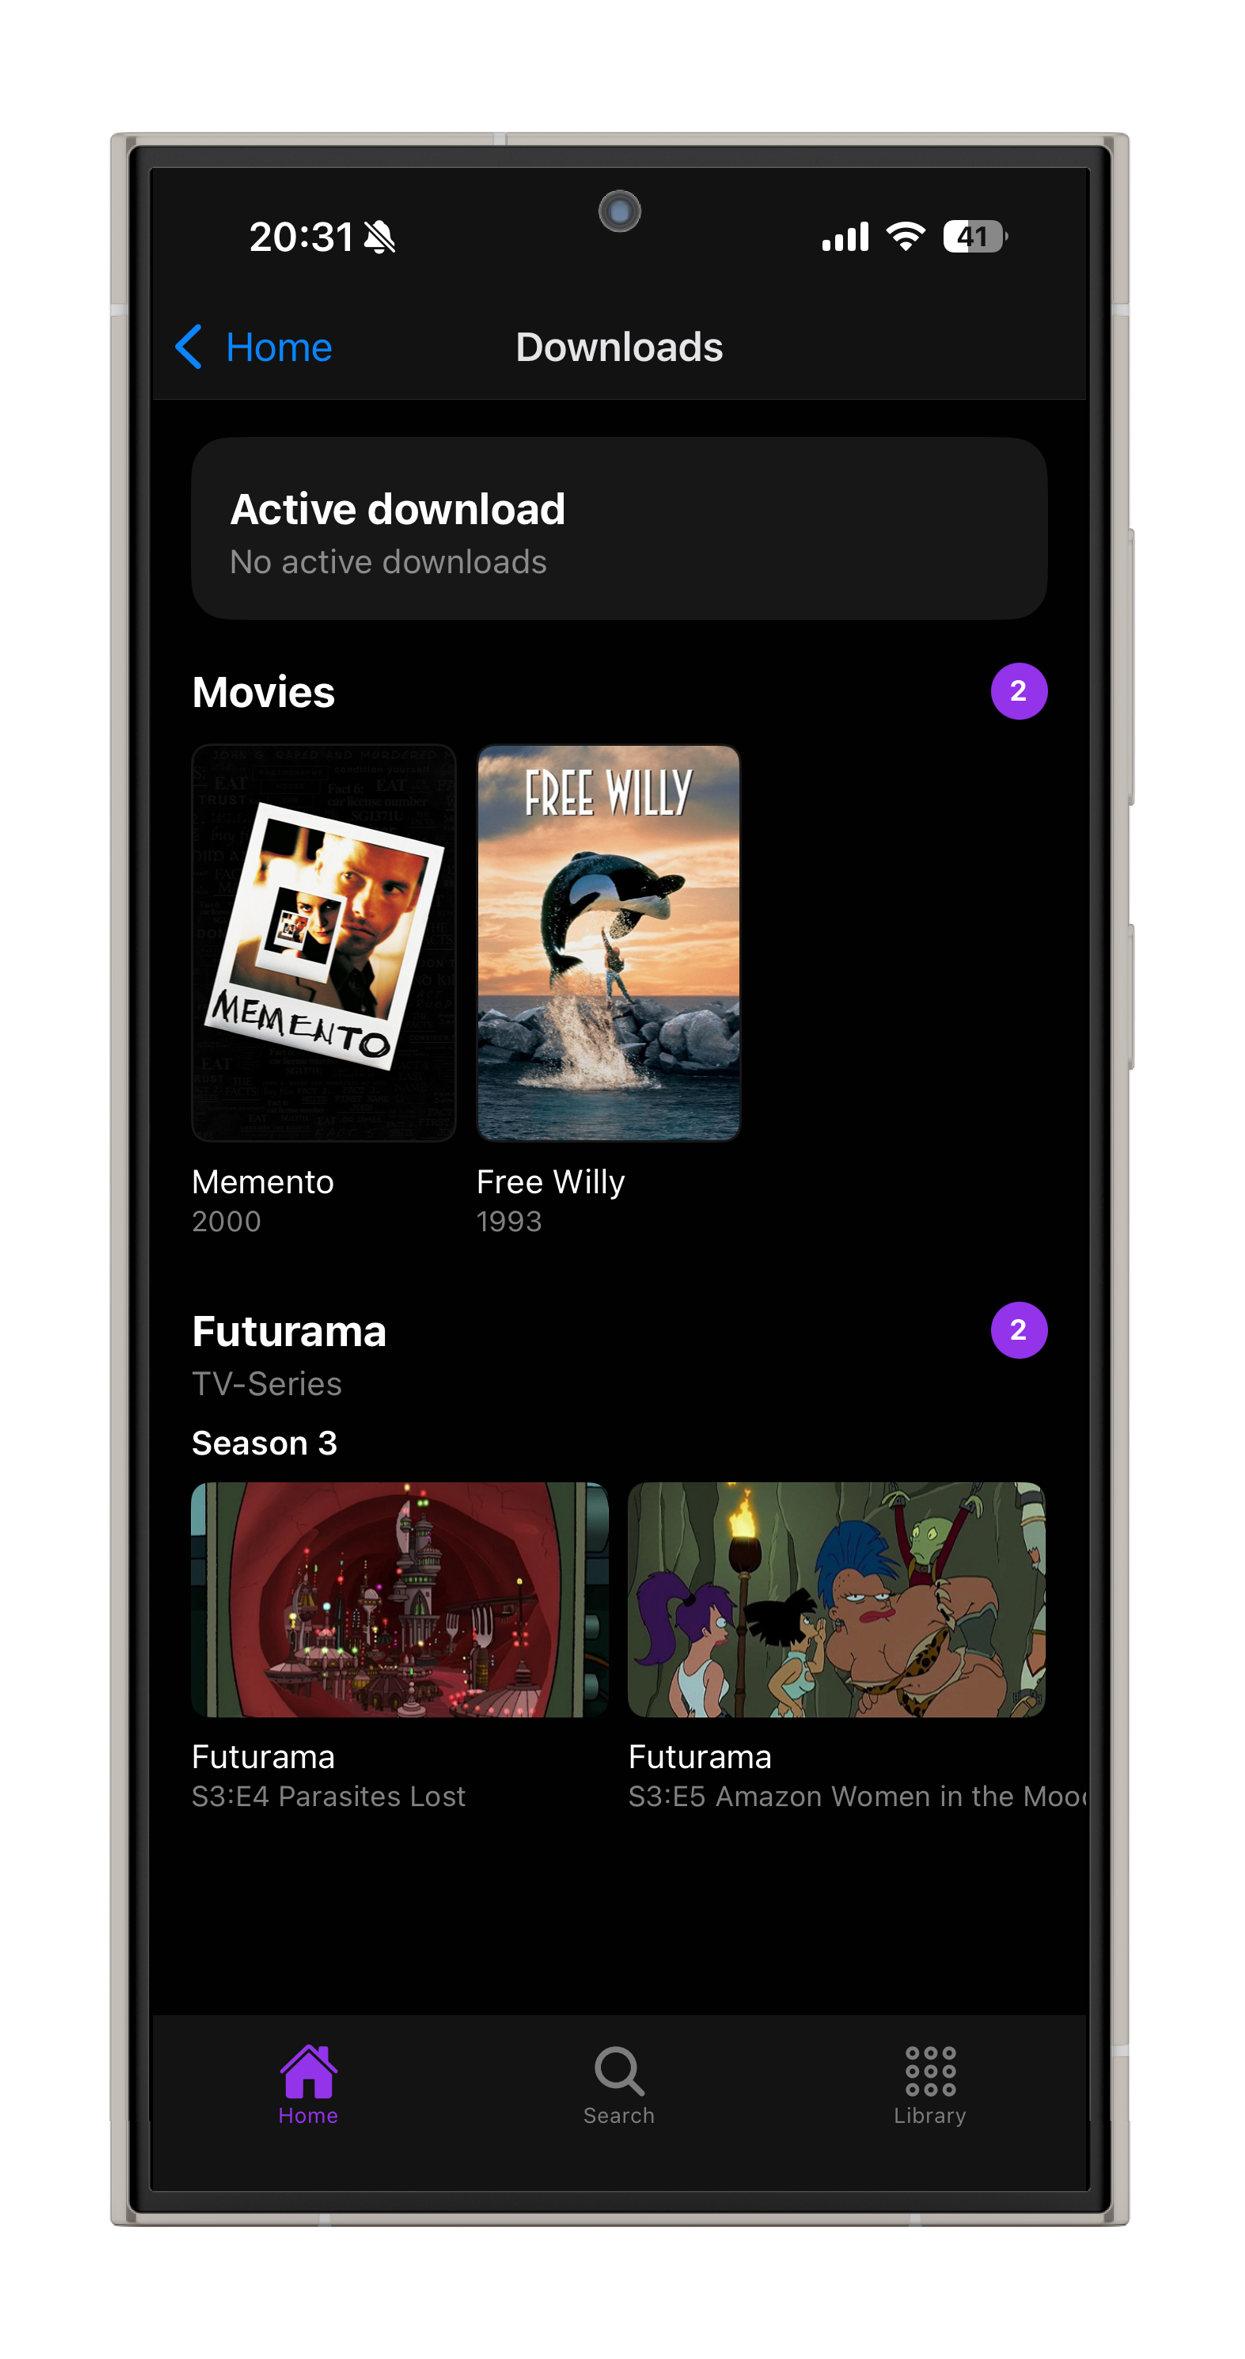 20:31
41
Home
Downloads
Active download
No active downloads
Movies
2
FREE WILLY
MEMENTO
Memento
2000
Free Willy
1993
Futurama
2
TV-Series
Season 3
Futurama
S3:E4 Parasites Lost
Futurama
S3:E5 Amazon Women in the Moo
Home
Search
Library